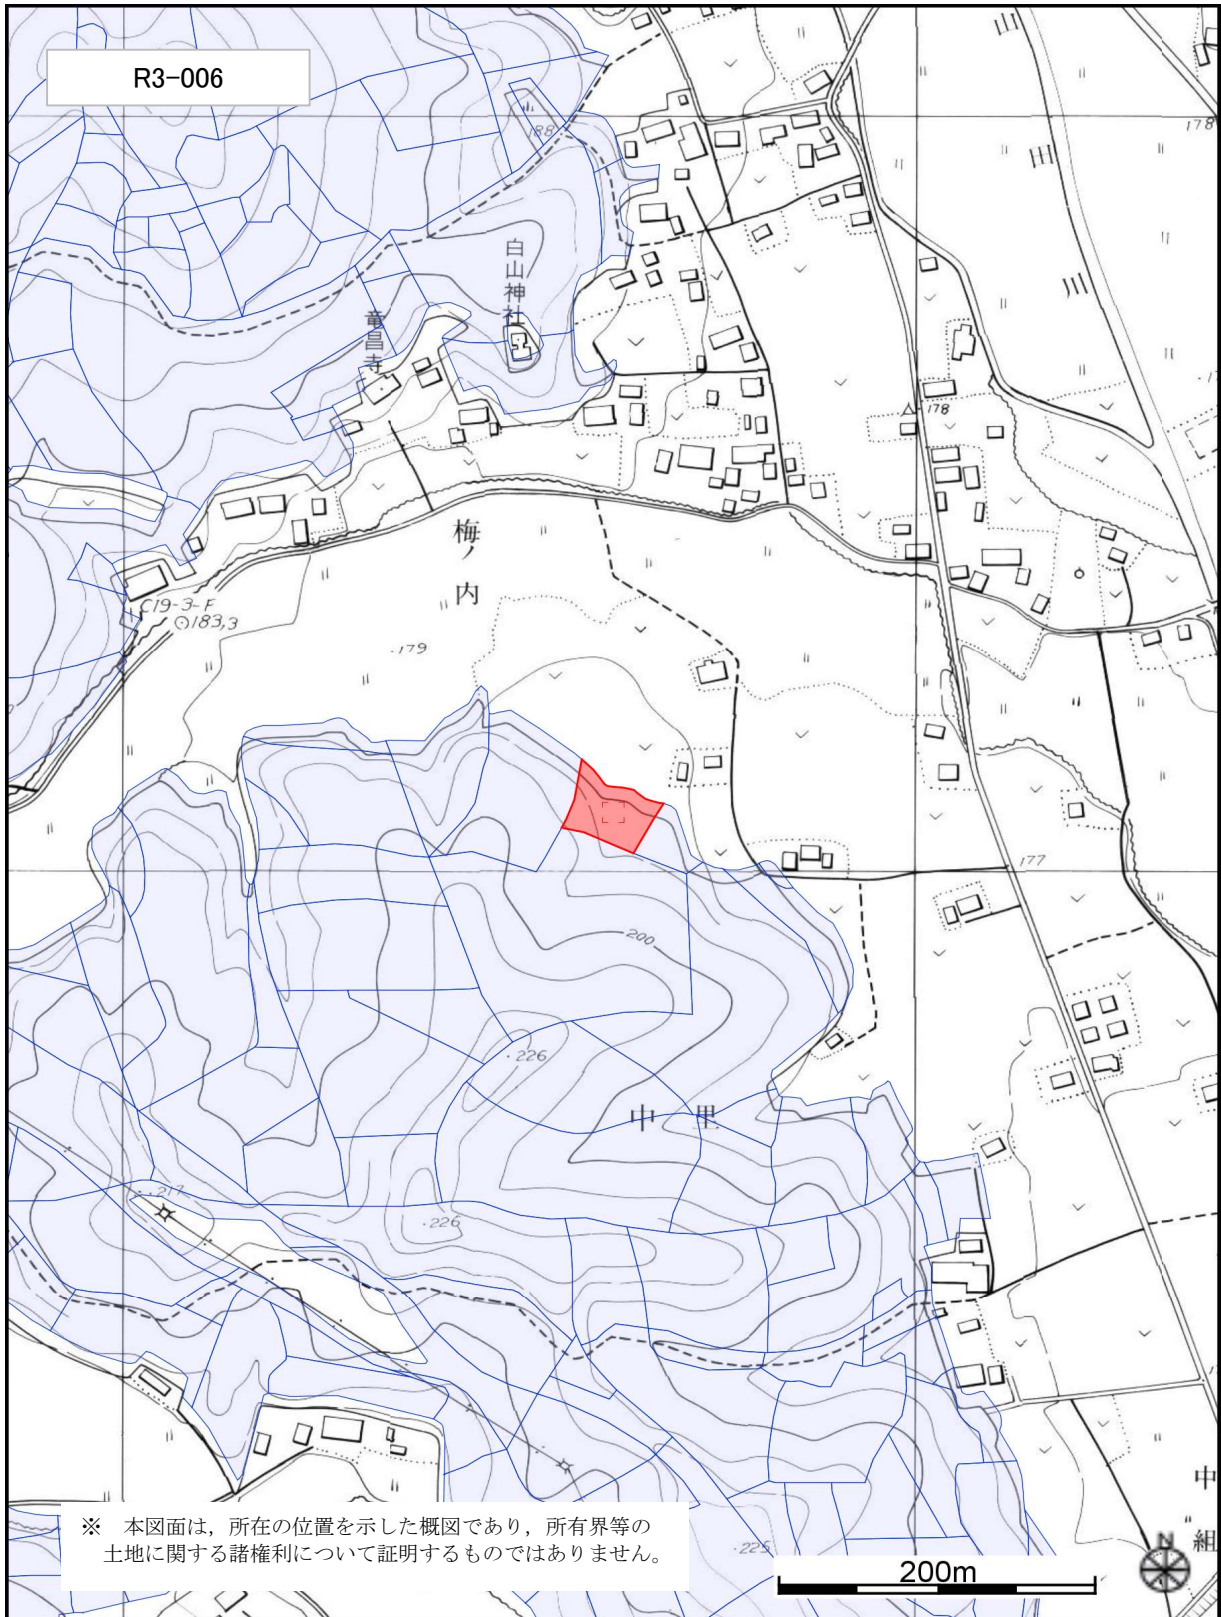 R3-006
188
178
白山神社
竜昌寺
178
梅ノ内
C19-3-F
183,3
179
177
200
226
中里
217
226
中組
225
※ 本図面は，所在の位置を示した概図であり，所有界等の
土地に関する諸権利について証明するものではありません。
200m
N